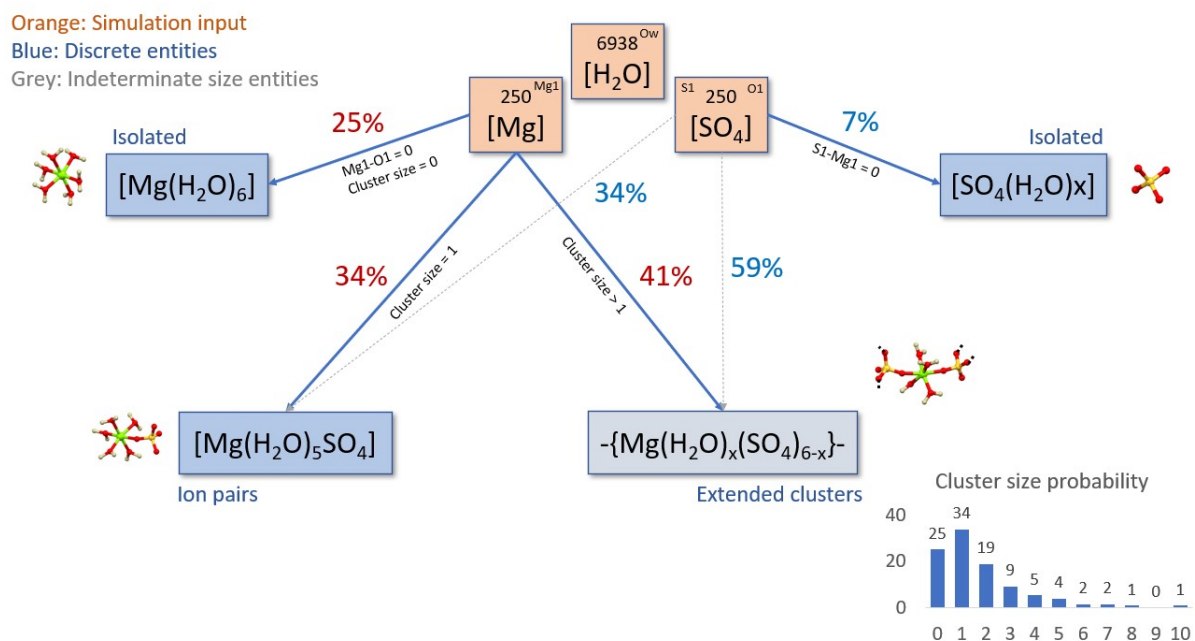 Orange: Simulation input
Blue: Discrete entities
Grey: Indeterminate size entities
6938 Ow
[H₂O]
250 Mg1
[Mg]
S1 250 O1
[SO₄]
25%
Mg1-O1 = 0
Cluster size = 0
7%
S1-Mg1 = 0
Isolated
[Mg(H₂O)₆]
Isolated
[SO₄(H₂O)x]
34%
34%
Cluster size = 1
Cluster size > 1
41%
59%
[Mg(H₂O)₅SO₄]
Ion pairs
-{Mg(H₂O)ₓ(SO₄)₆₋ₓ}-
Extended clusters
Cluster size probability
40
20
0
25
34
19
9
5
4
2
2
1
0
1
0 1 2 3 4 5 6 7 8 9 10